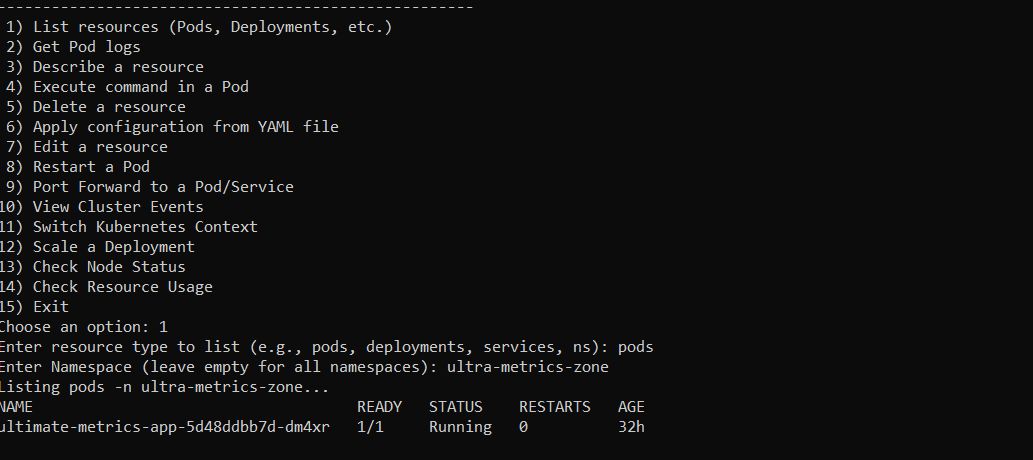 ----------------------------------------------------
1) List resources (Pods, Deployments, etc.)
2) Get Pod logs
3) Describe a resource
4) Execute command in a Pod
5) Delete a resource
6) Apply configuration from YAML file
7) Edit a resource
8) Restart a Pod
9) Port Forward to a Pod/Service
10) View Cluster Events
11) Switch Kubernetes Context
12) Scale a Deployment
13) Check Node Status
14) Check Resource Usage
15) Exit
Choose an option: 1
Enter resource type to list (e.g., pods, deployments, services, ns): pods
Enter Namespace (leave empty for all namespaces): ultra-metrics-zone
Listing pods -n ultra-metrics-zone...
NAME READY STATUS RESTARTS AGE
ultimate-metrics-app-5d48ddbb7d-dm4xr 1/1 Running 0 32h